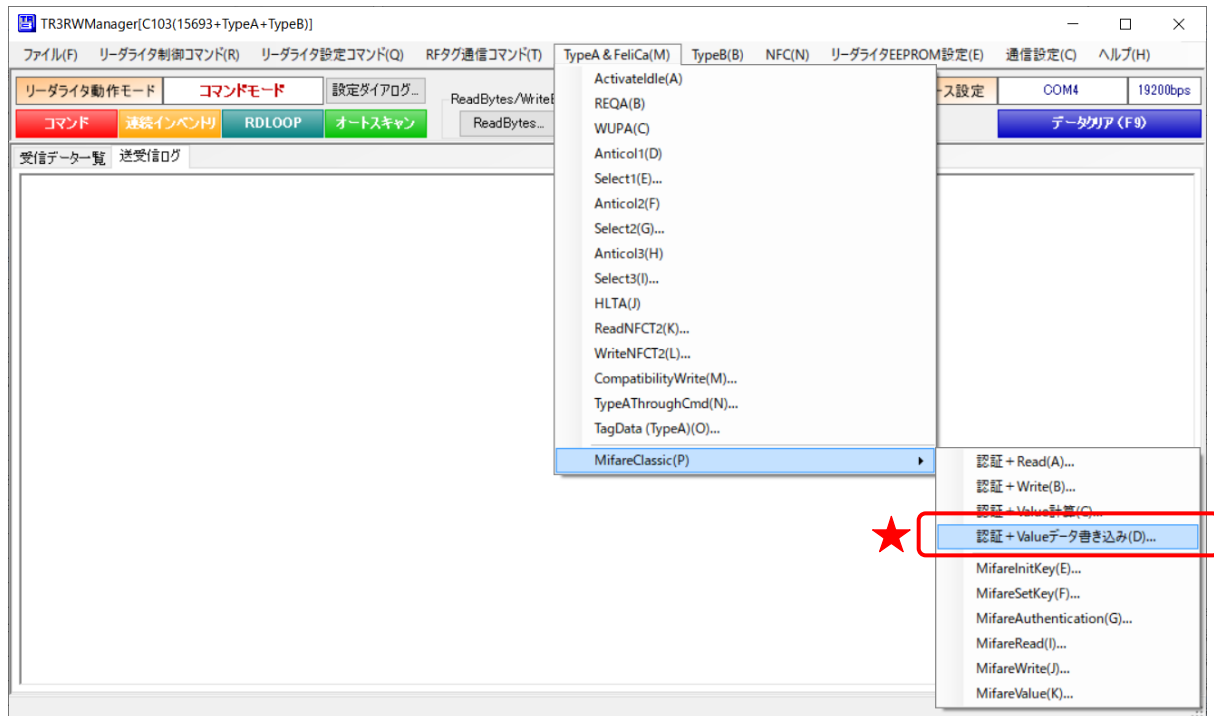 TR3RWManager[C103(15693+TypeA+TypeB)]
ファイル(F) リーダライタ制御コマンド(R) リーダライタ設定コマンド(Q) RFタグ通信コマンド(T) TypeA & FeliCa(M) TypeB(B) NFC(N) リーダライタEEPROM設定(E) 通信設定(C) ヘルプ(H)
リーダライタ動作モード コマンドモード 設定ダイアログ... ース設定 COM4 19200bps
ReadBytes/WriteB
コマンド 連続インベントリ RDLOOP オートスキャン ReadBytes... データクリア(F9)
受信データ一覧 送受信ログ
ActivateIdle(A)
REQA(B)
WUPA(C)
Anticol1(D)
Select1(E)...
Anticol2(F)
Select2(G)...
Anticol3(H)
Select3(I)...
HLTA(J)
ReadNFCT2(K)...
WriteNFCT2(L)...
CompatibilityWrite(M)...
TypeAThroughCmd(N)...
TagData (TypeA)(O)...
MifareClassic(P)
認証+Read(A)...
認証+Write(B)...
認証+Value計算(C)...
認証+Valueデータ書き込み(D)...
MifareInitKey(E)...
MifareSetKey(F)...
MifareAuthentication(G)...
MifareRead(I)...
MifareWrite(J)...
MifareValue(K)...